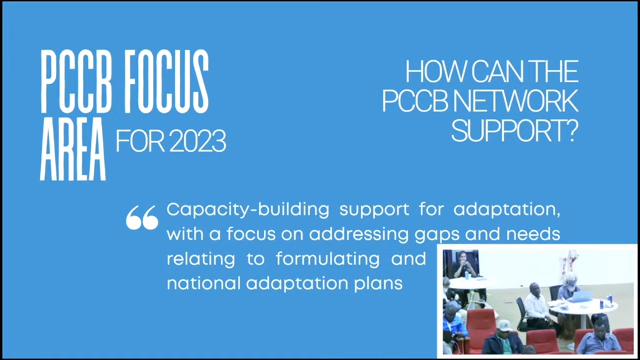 PCCB FOCUS
AREA FOR 2023
HOW CAN THE
PCCB NETWORK
SUPPORT?
“ Capacity-building support for adaptation,
with a focus on addressing gaps and needs
relating to formulating and
national adaptation plans